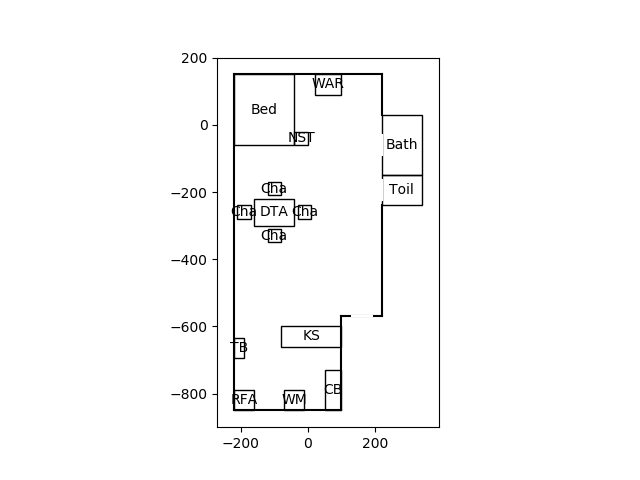 200
WAR
Bed
0
NST
Bath
Cha
−200
Toil
Cha
DTA
Cha
Cha
−400
−600
KS
TB
−800
CB
RFA
WM
−200
0
200